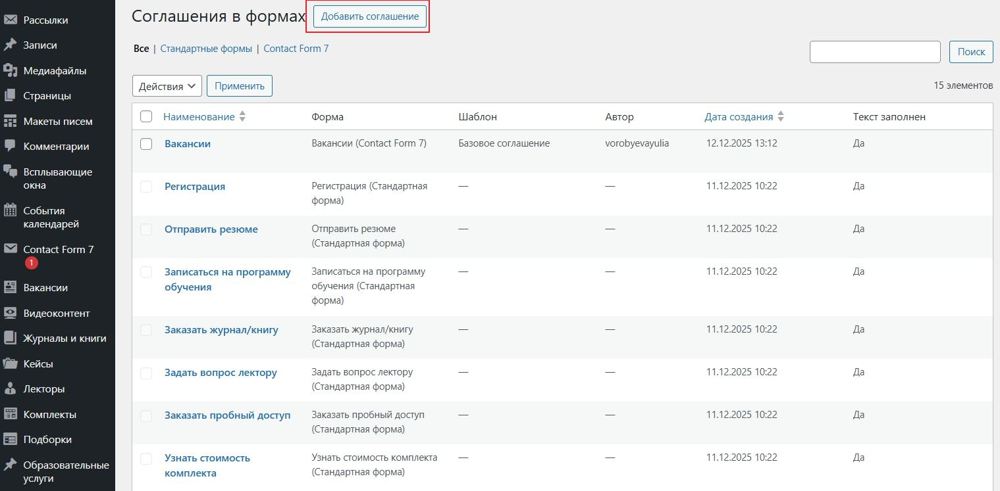 Рассылки
Записи
Медиафайлы
Страницы
Макеты писем
Комментарии
Всплывающие
окна
События
календарей
Contact Form 7
1
Вакансии
Видеоконтент
Журналы и книги
Кейсы
Лекторы
Комплекты
Подборки
Образовательные
услуги
Соглашения в формах Добавить соглашение
Все | Стандартные формы | Contact Form 7
Поиск
Действия Применить
15 элементов
Наименование Форма Шаблон Автор Дата создания Текст заполнен
Вакансии Вакансии (Contact Form 7) Базовое соглашение vorobyevayulia 12.12.2025 13:12 Да
Регистрация Регистрация (Стандартная — — 11.12.2025 10:22 Да
форма)
Отправить резюме Отправить резюме — — 11.12.2025 10:22 Да
(Стандартная форма)
Записаться на программу Записаться на программу — — 11.12.2025 10:22 Да
обучения обучения (Стандартная
форма)
Заказать журнал/книгу Заказать журнал/книгу — — 11.12.2025 10:22 Да
(Стандартная форма)
Задать вопрос лектору Задать вопрос лектору — — 11.12.2025 10:22 Да
(Стандартная форма)
Заказать пробный доступ Заказать пробный доступ — — 11.12.2025 10:22 Да
(Стандартная форма)
Узнать стоимость Узнать стоимость комплекта — — 11.12.2025 10:22 Да
комплекта (Стандартная форма)